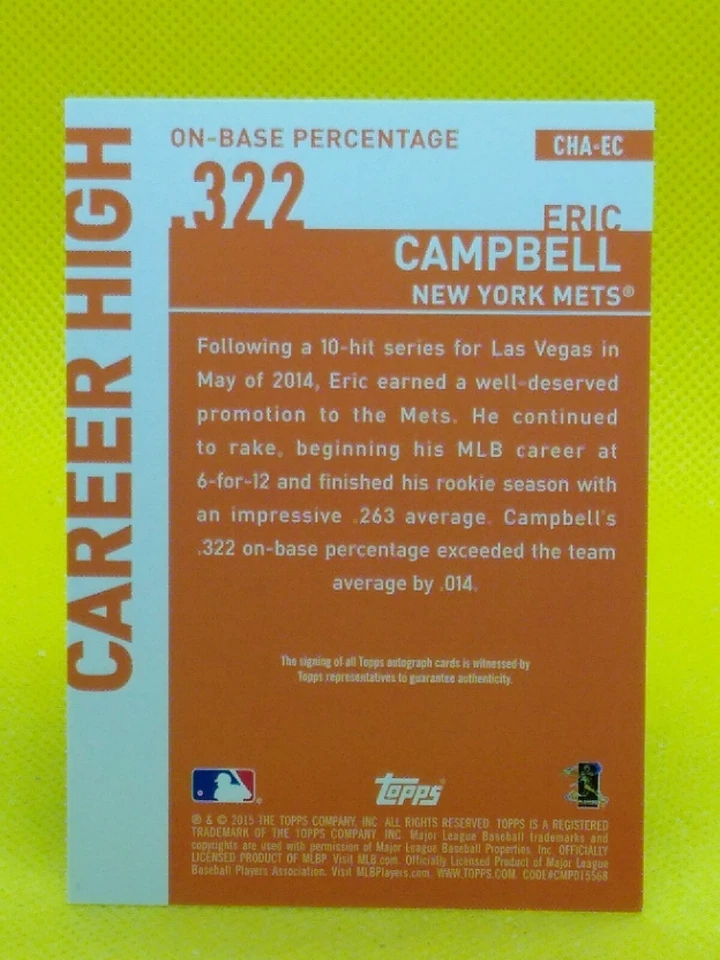 CAREER HIGH
ON-BASE PERCENTAGE
.322
CHA-EC
ERIC
CAMPBELL
NEW YORK METS®
Following a 10-hit series for Las Vegas in
May of 2014, Eric earned a well-deserved
promotion to the Mets. He continued
to rake, beginning his MLB career at
6-for-12 and finished his rookie season with
an impressive .263 average. Campbell's
.322 on-base percentage exceeded the team
average by .014.
The signing of all Topps autograph cards is witnessed by
Topps representatives to guarantee authenticity.
topps®
® & © 2015 THE TOPPS COMPANY, INC. ALL RIGHTS RESERVED. TOPPS IS A REGISTERED
TRADEMARK OF THE TOPPS COMPANY, INC. Major League Baseball trademarks and
copyrights are used with permission of Major League Baseball Properties, Inc. OFFICIALLY
LICENSED PRODUCT OF MLBP. Visit MLB.com. Officially Licensed Product of Major League
Baseball Players Association. Visit MLBPlayers.com. WWW.TOPPS.COM. CODE#CMP015568